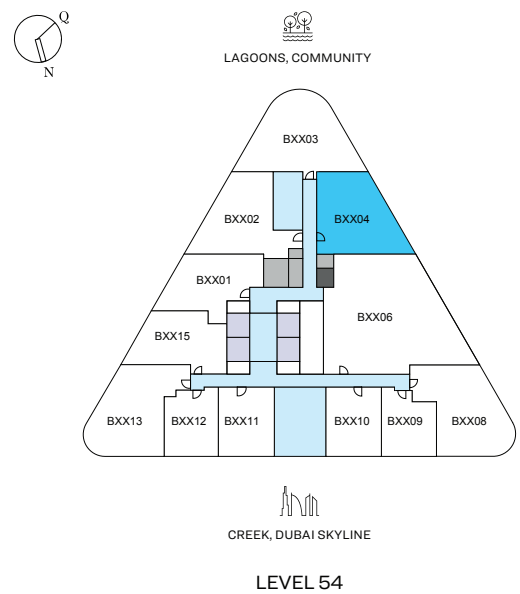 Q
N
LAGOONS, COMMUNITY
BXX03
BXX02
BXX04
BXX01
BXX06
BXX15
BXX13
BXX12
BXX11
BXX10
BXX09
BXX08
CREEK, DUBAI SKYLINE
LEVEL 54